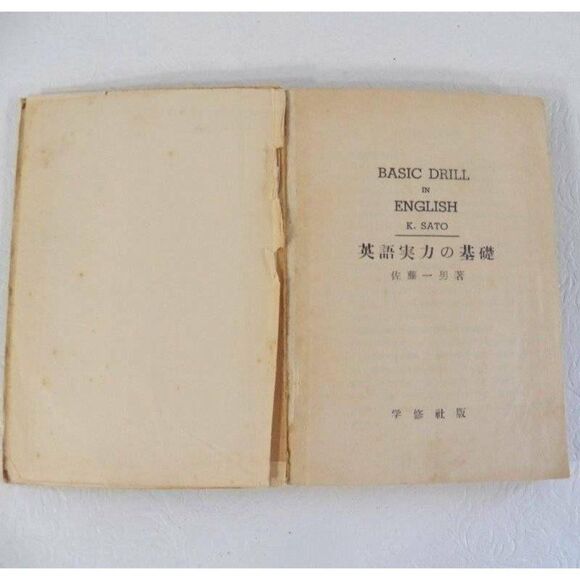 BASIC DRILL
IN
ENGLISH
K. SATO
英語実力の基礎
佐藤一男著
学修社版